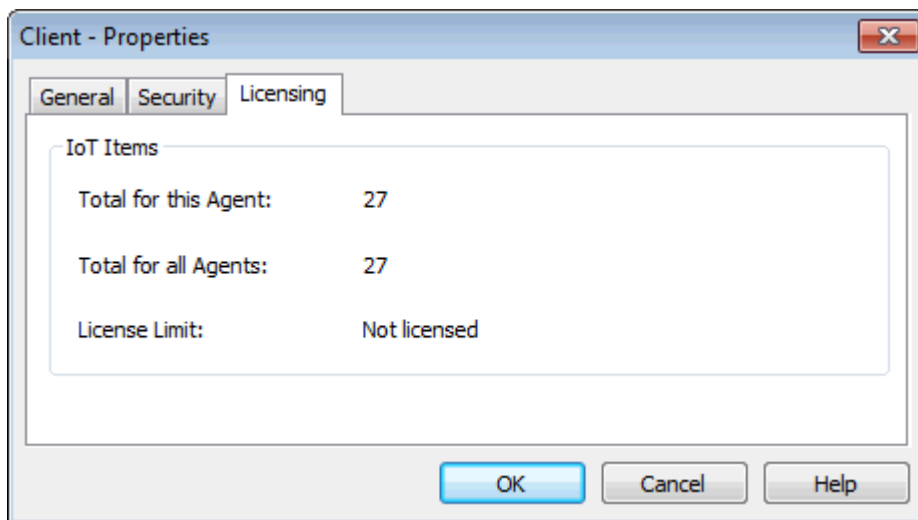 Client - Properties
General Security Licensing
IoT Items
Total for this Agent: 27
Total for all Agents: 27
License Limit: Not licensed
OK Cancel Help